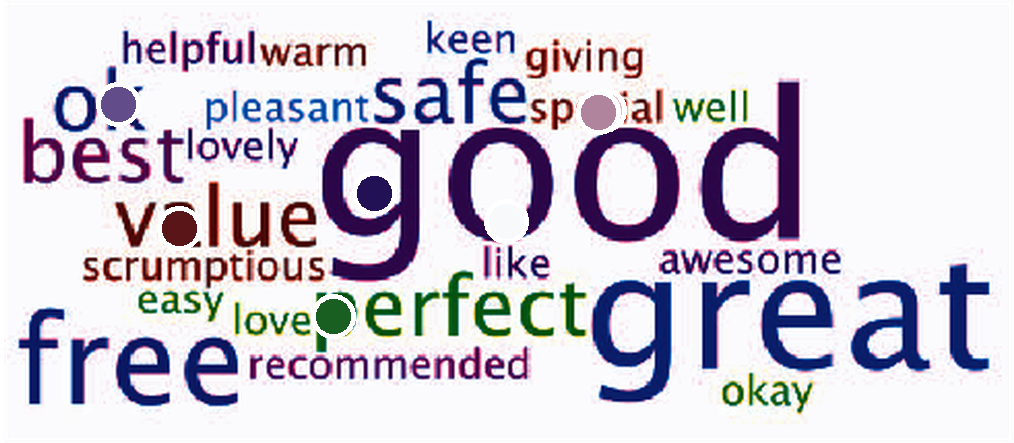 helpful warm keen giving
ok pleasant safe special well
best lovely good
value
scrumptious like awesome
easy love perfect great
free recommended
okay